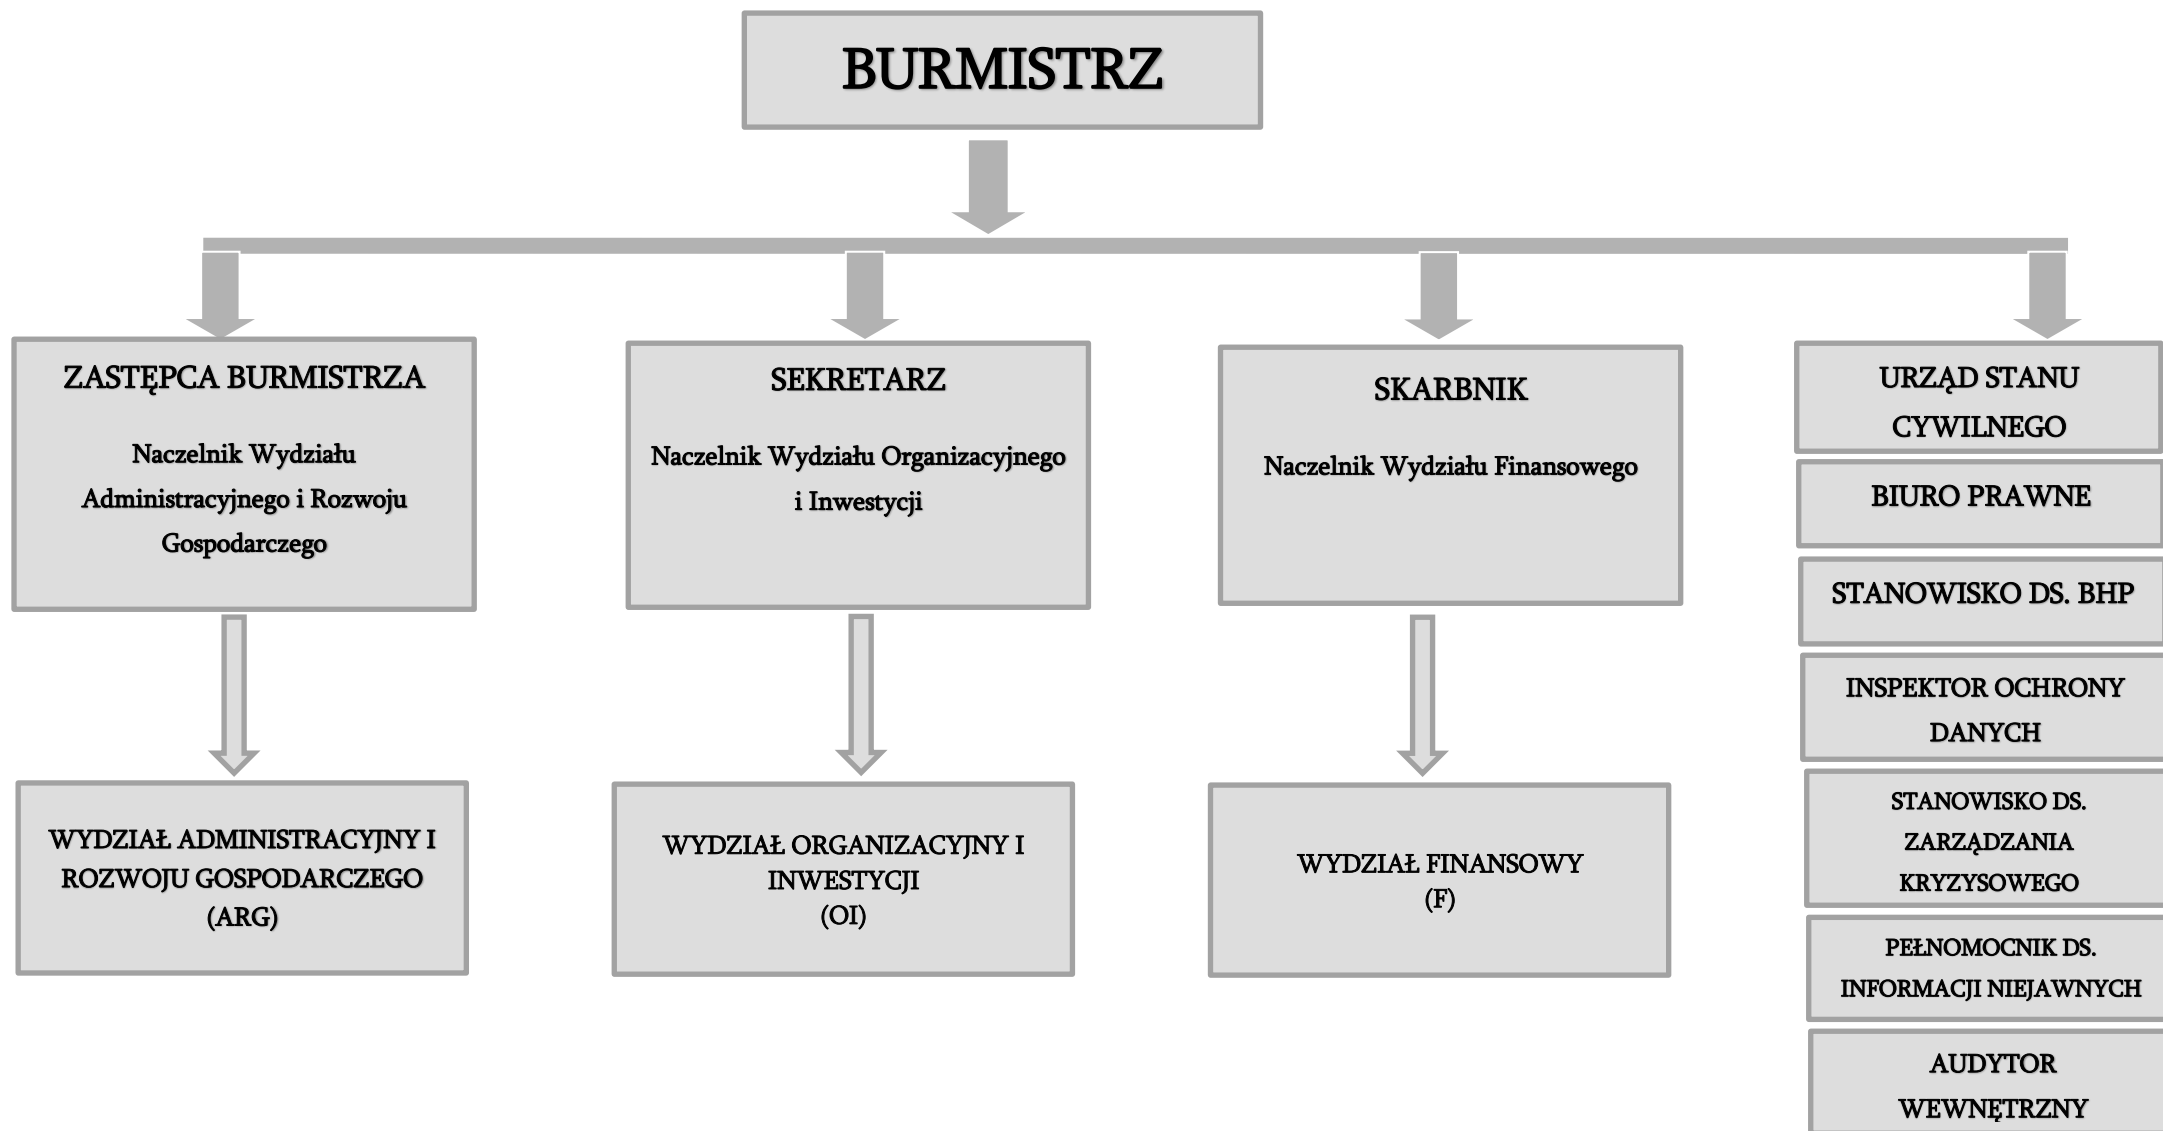 BURMISTRZ
ZASTĘPCA BURMISTRZA
Naczelnik Wydziału
Administracyjnego i Rozwoju
Gospodarczego
SEKRETARZ
Naczelnik Wydziału Organizacyjnego
i Inwestycji
SKARBNIK
Naczelnik Wydziału Finansowego
URZĄD STANU
CYWILNEGO
BIURO PRAWNE
STANOWISKO DS. BHP
INSPEKTOR OCHRONY
DANYCH
STANOWISKO DS.
ZARZĄDZANIA
KRYZYSOWEGO
PEŁNOMOCNIK DS.
INFORMACJI NIEJAWNYCH
AUDYTOR
WEWNĘTRZNY
WYDZIAŁ ADMINISTRACYJNY I
ROZWOJU GOSPODARCZEGO
(ARG)
WYDZIAŁ ORGANIZACYJNY I
INWESTYCJI
(OI)
WYDZIAŁ FINANSOWY
(F)